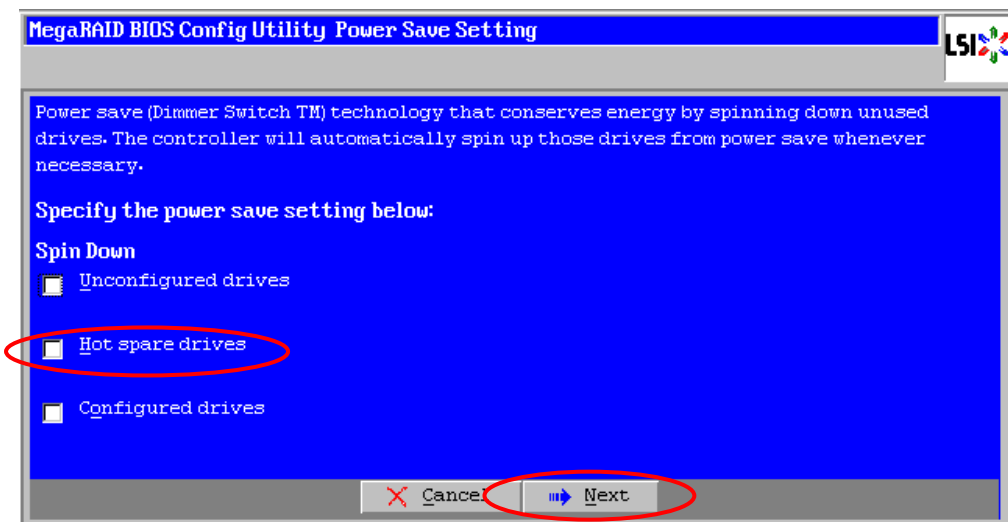 MegaRAID BIOS Config Utility Power Save Setting
LSI
Power save (Dimmer Switch TM) technology that conserves energy by spinning down unused
drives. The controller will automatically spin up those drives from power save whenever
necessary.
Specify the power save setting below:
Spin Down
Unconfigured drives
Hot spare drives
Configured drives
Cancel
Next